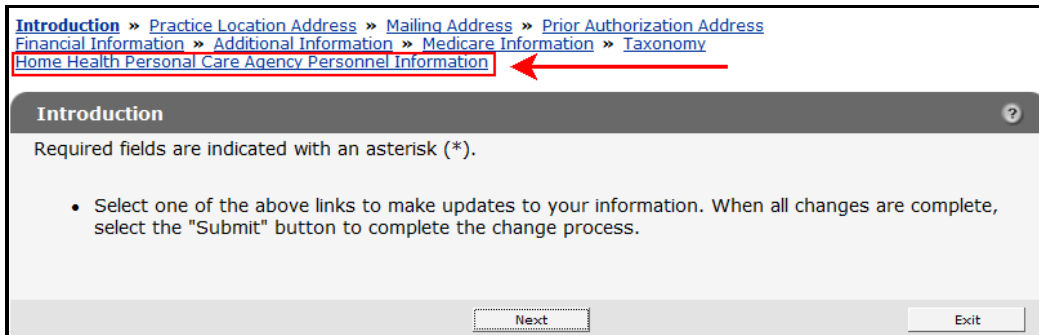 Introduction » Practice Location Address » Mailing Address » Prior Authorization Address
Financial Information » Additional Information » Medicare Information » Taxonomy
Home Health Personal Care Agency Personnel Information
Introduction ?
Required fields are indicated with an asterisk (*).
• Select one of the above links to make updates to your information. When all changes are complete,
select the "Submit" button to complete the change process.
Next Exit